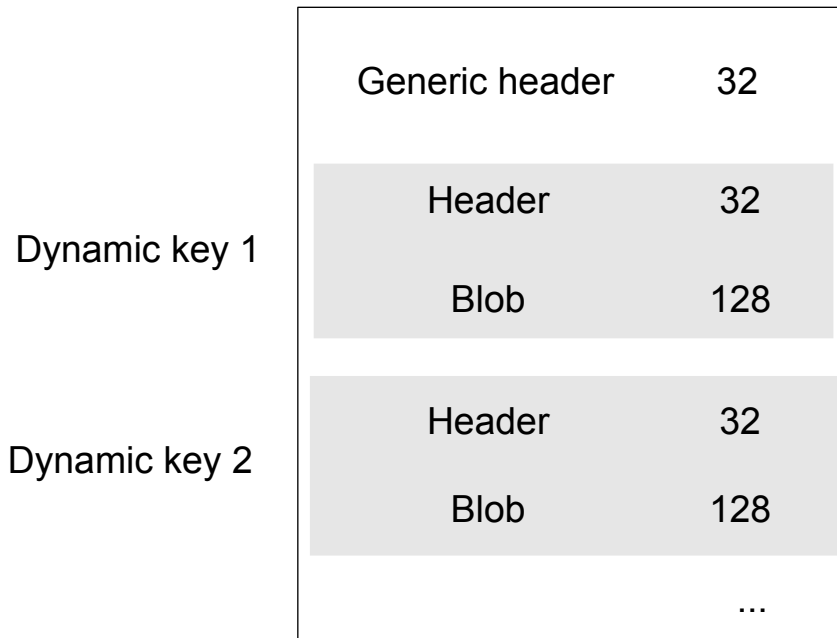 Generic header 32
Header 32
Dynamic key 1
Blob 128
Header 32
Dynamic key 2
Blob 128
...